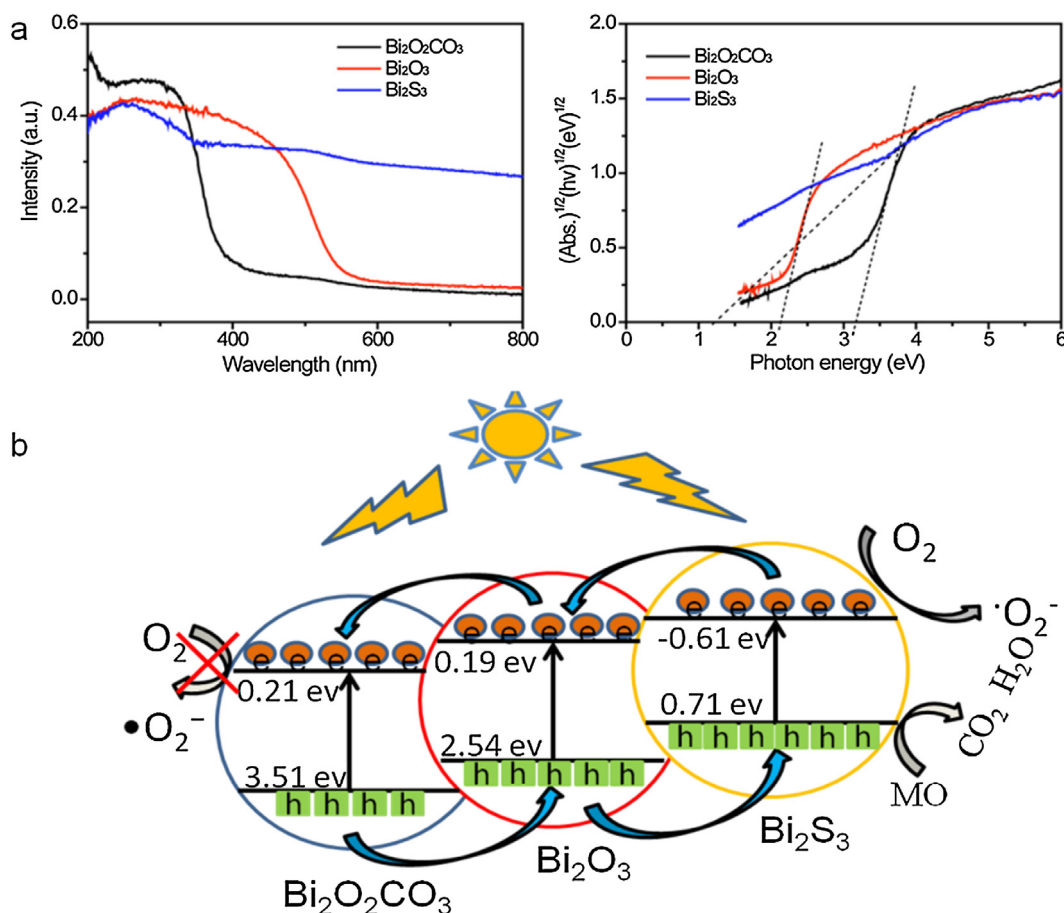 a
0.6
0.4
0.2
0.0
Intensity (a.u.)
Bi₂O₂CO₃
Bi₂O₃
Bi₂S₃
200 400 600 800
Wavelength (nm)
2.0
1.5
1.0
0.5
0.0
(Abs.)^1/2(hv)^1/2(eV)^1/2
Bi₂O₂CO₃
Bi₂O₃
Bi₂S₃
0 1 2 3 4 5 6
Photon energy (eV)
b
O₂
·O₂⁻
H₂O₂
CO₂
MO
e e e e e
-0.61 ev
0.71 ev
h h h h h h
Bi₂S₃
e e e e e
0.19 ev
2.54 ev
h h h h h
Bi₂O₃
O₂
•O₂⁻
e e e e e
0.21 ev
3.51 ev
h h h h
Bi₂O₂CO₃